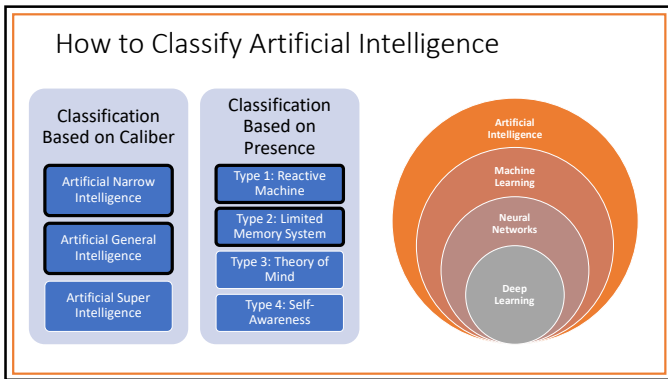 How to Classify Artificial Intelligence
Classification
Based on Caliber
Artificial Narrow
Intelligence
Artificial General
Intelligence
Artificial Super
Intelligence
Classification
Based on
Presence
Type 1: Reactive
Machine
Type 2: Limited
Memory System
Type 3: Theory of
Mind
Type 4: Self-
Awareness
Artificial
Intelligence
Machine
Learning
Neural
Networks
Deep
Learning